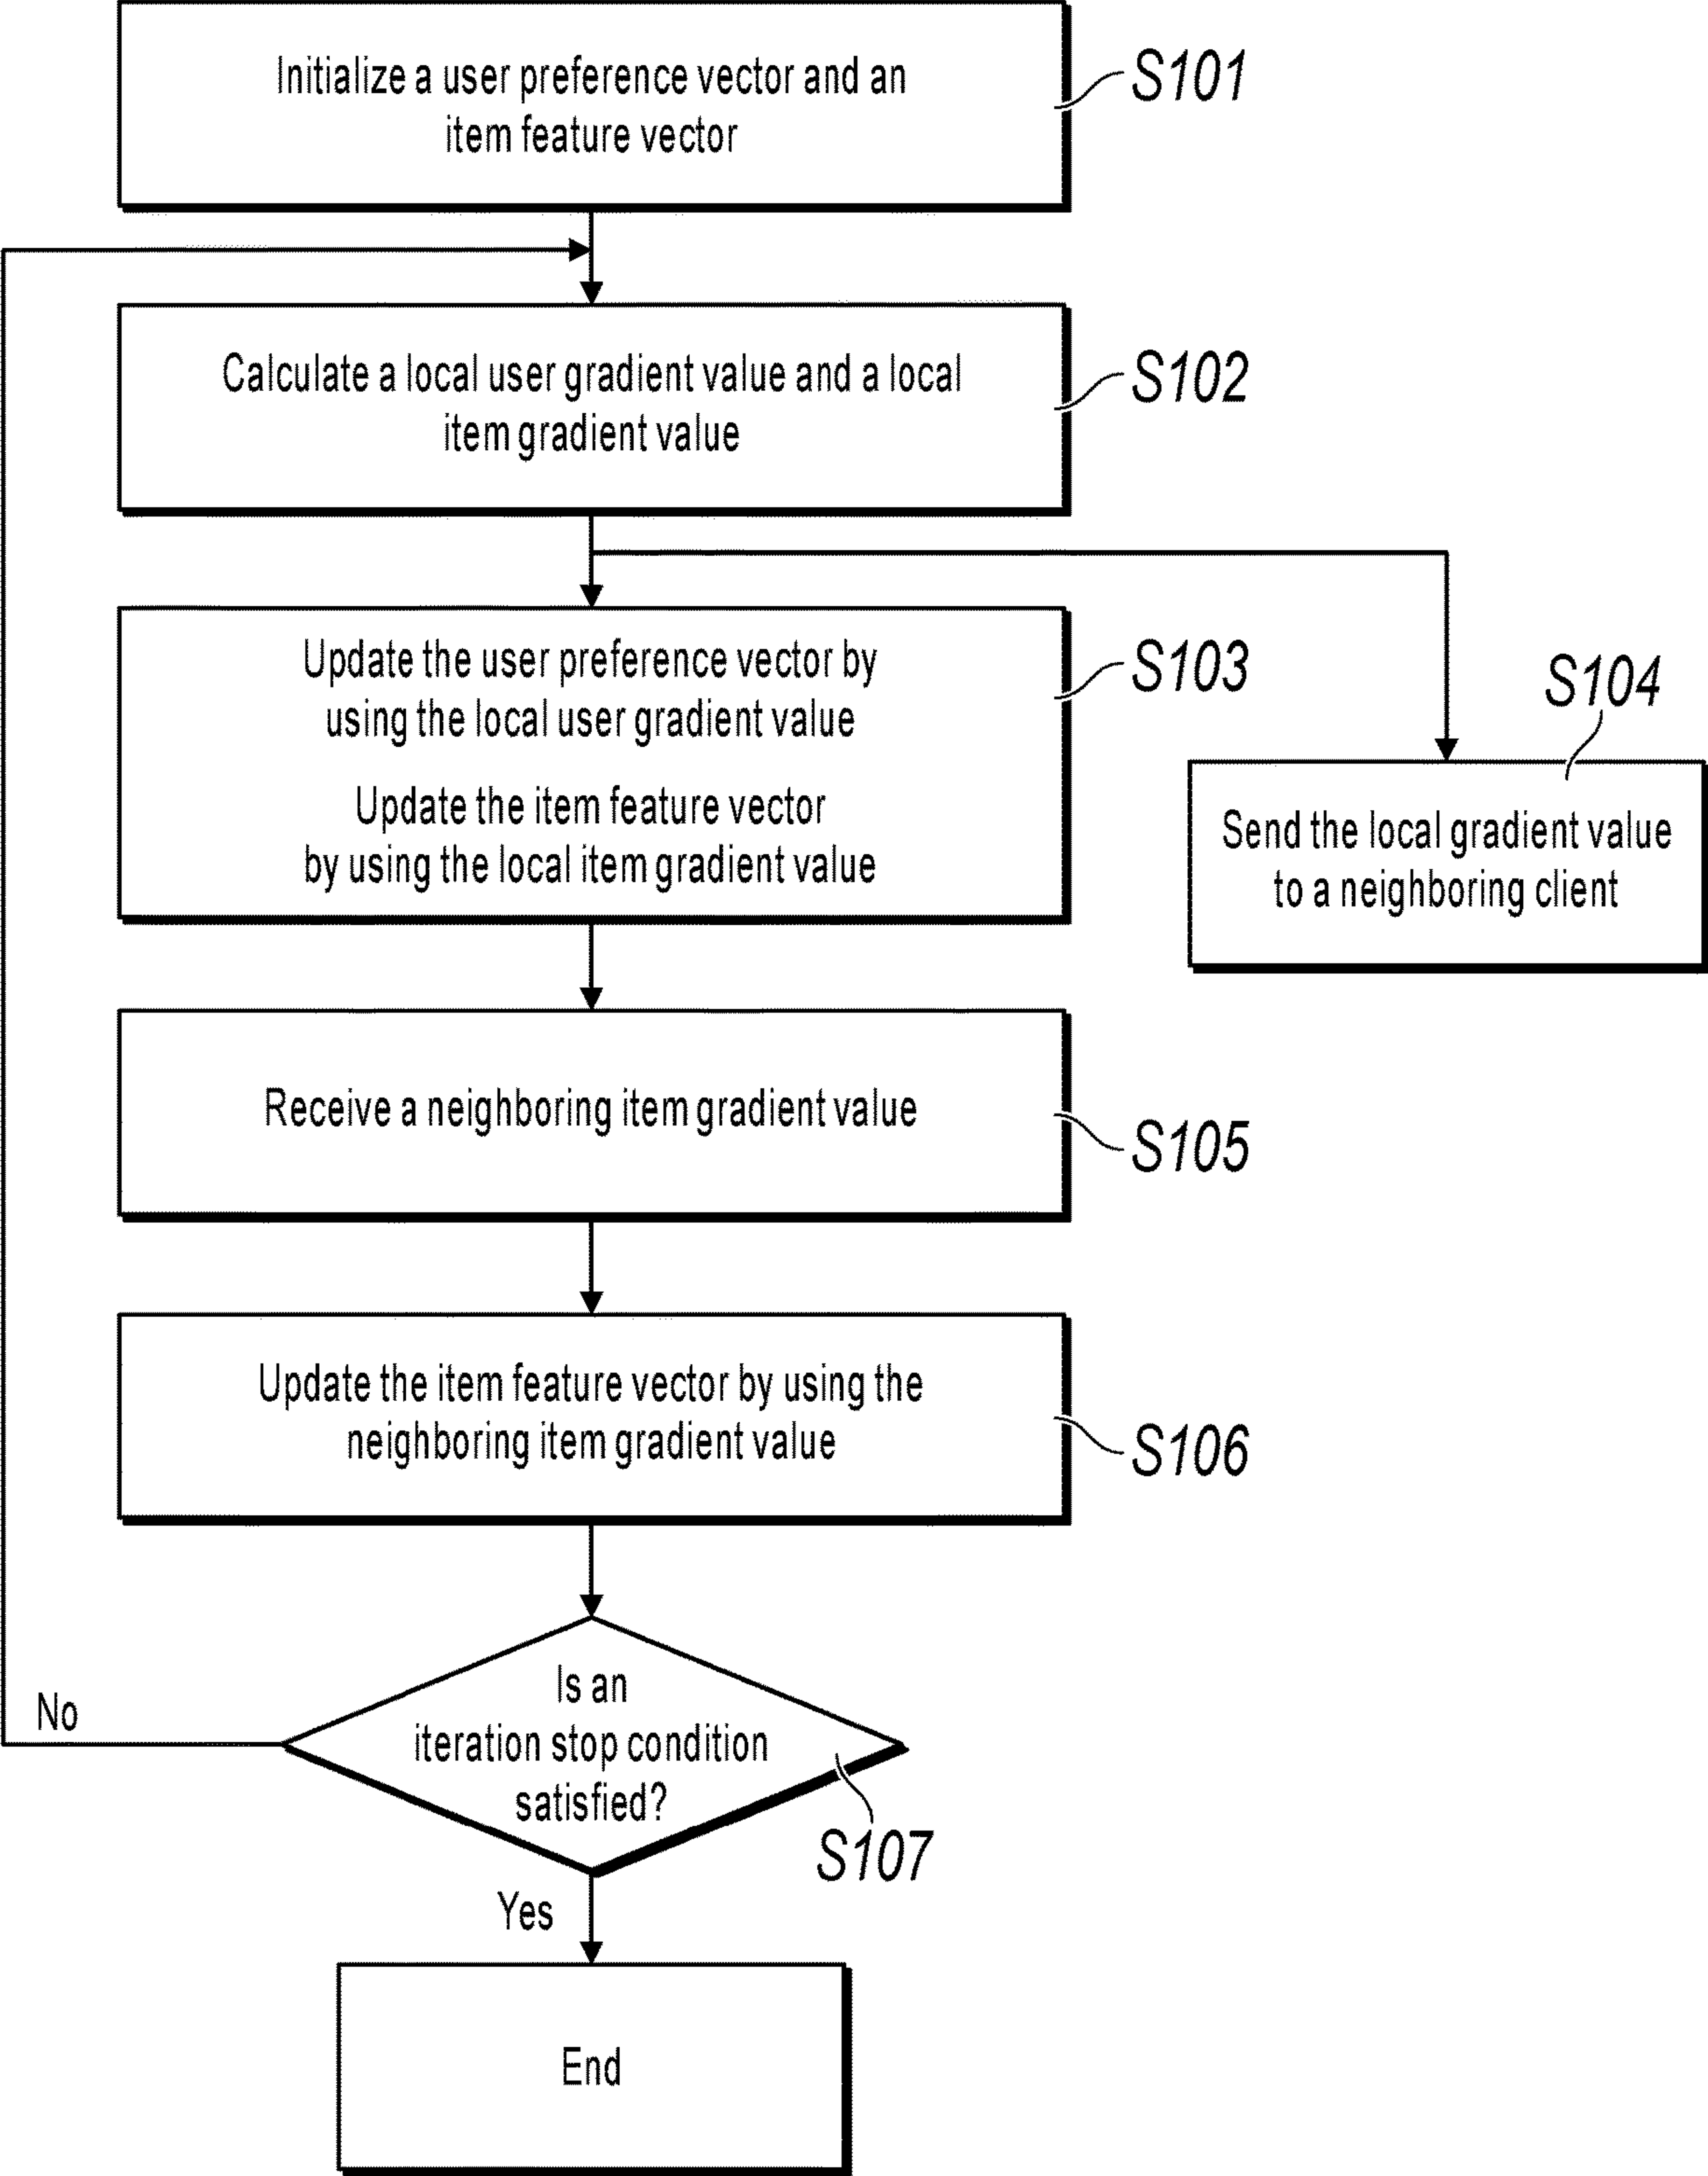 Initialize a user preference vector and an
item feature vector
S101
Calculate a local user gradient value and a local
item gradient value
S102
Update the user preference vector by
using the local user gradient value
Update the item feature vector
by using the local item gradient value
S103
S104
Send the local gradient value
to a neighboring client
Receive a neighboring item gradient value
S105
Update the item feature vector by using the
neighboring item gradient value
S106
Is an
iteration stop condition
satisfied?
No
S107
Yes
End